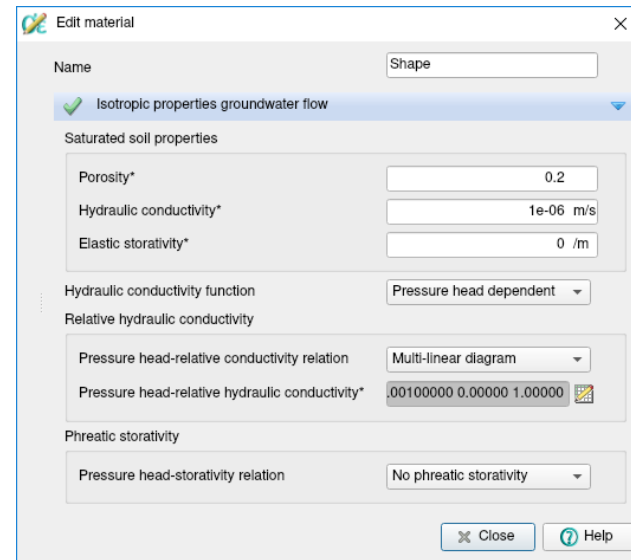 Edit material
Name Shape
Isotropic properties groundwater flow
Saturated soil properties
Porosity* 0.2
Hydraulic conductivity* 1e-06 m/s
Elastic storativity* 0 /m
Hydraulic conductivity function Pressure head dependent
Relative hydraulic conductivity
Pressure head-relative conductivity relation Multi-linear diagram
Pressure head-relative hydraulic conductivity* .00100000 0.00000 1.00000
Phreatic storativity
Pressure head-storativity relation No phreatic storativity
Close Help